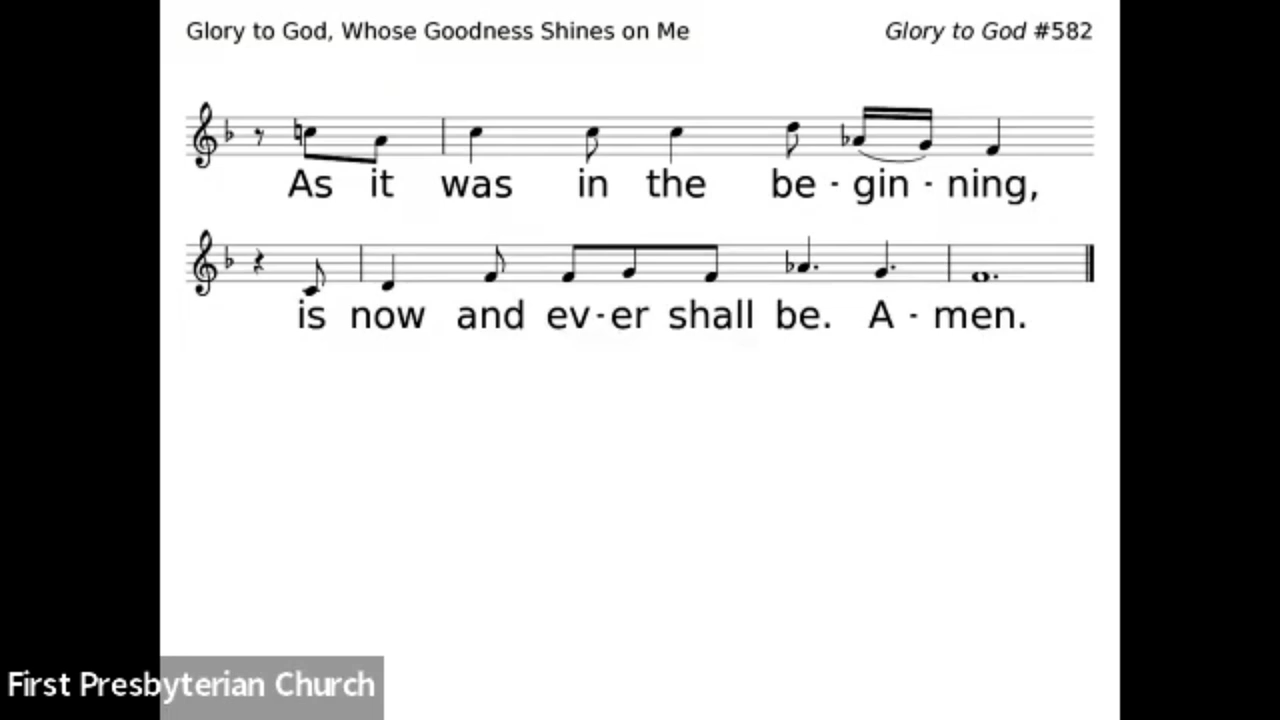 Glory to God, Whose Goodness Shines on Me
Glory to God #582
As it was in the be - gin - ning,
is now and ev - er shall be. A - men.
First Presbyterian Church